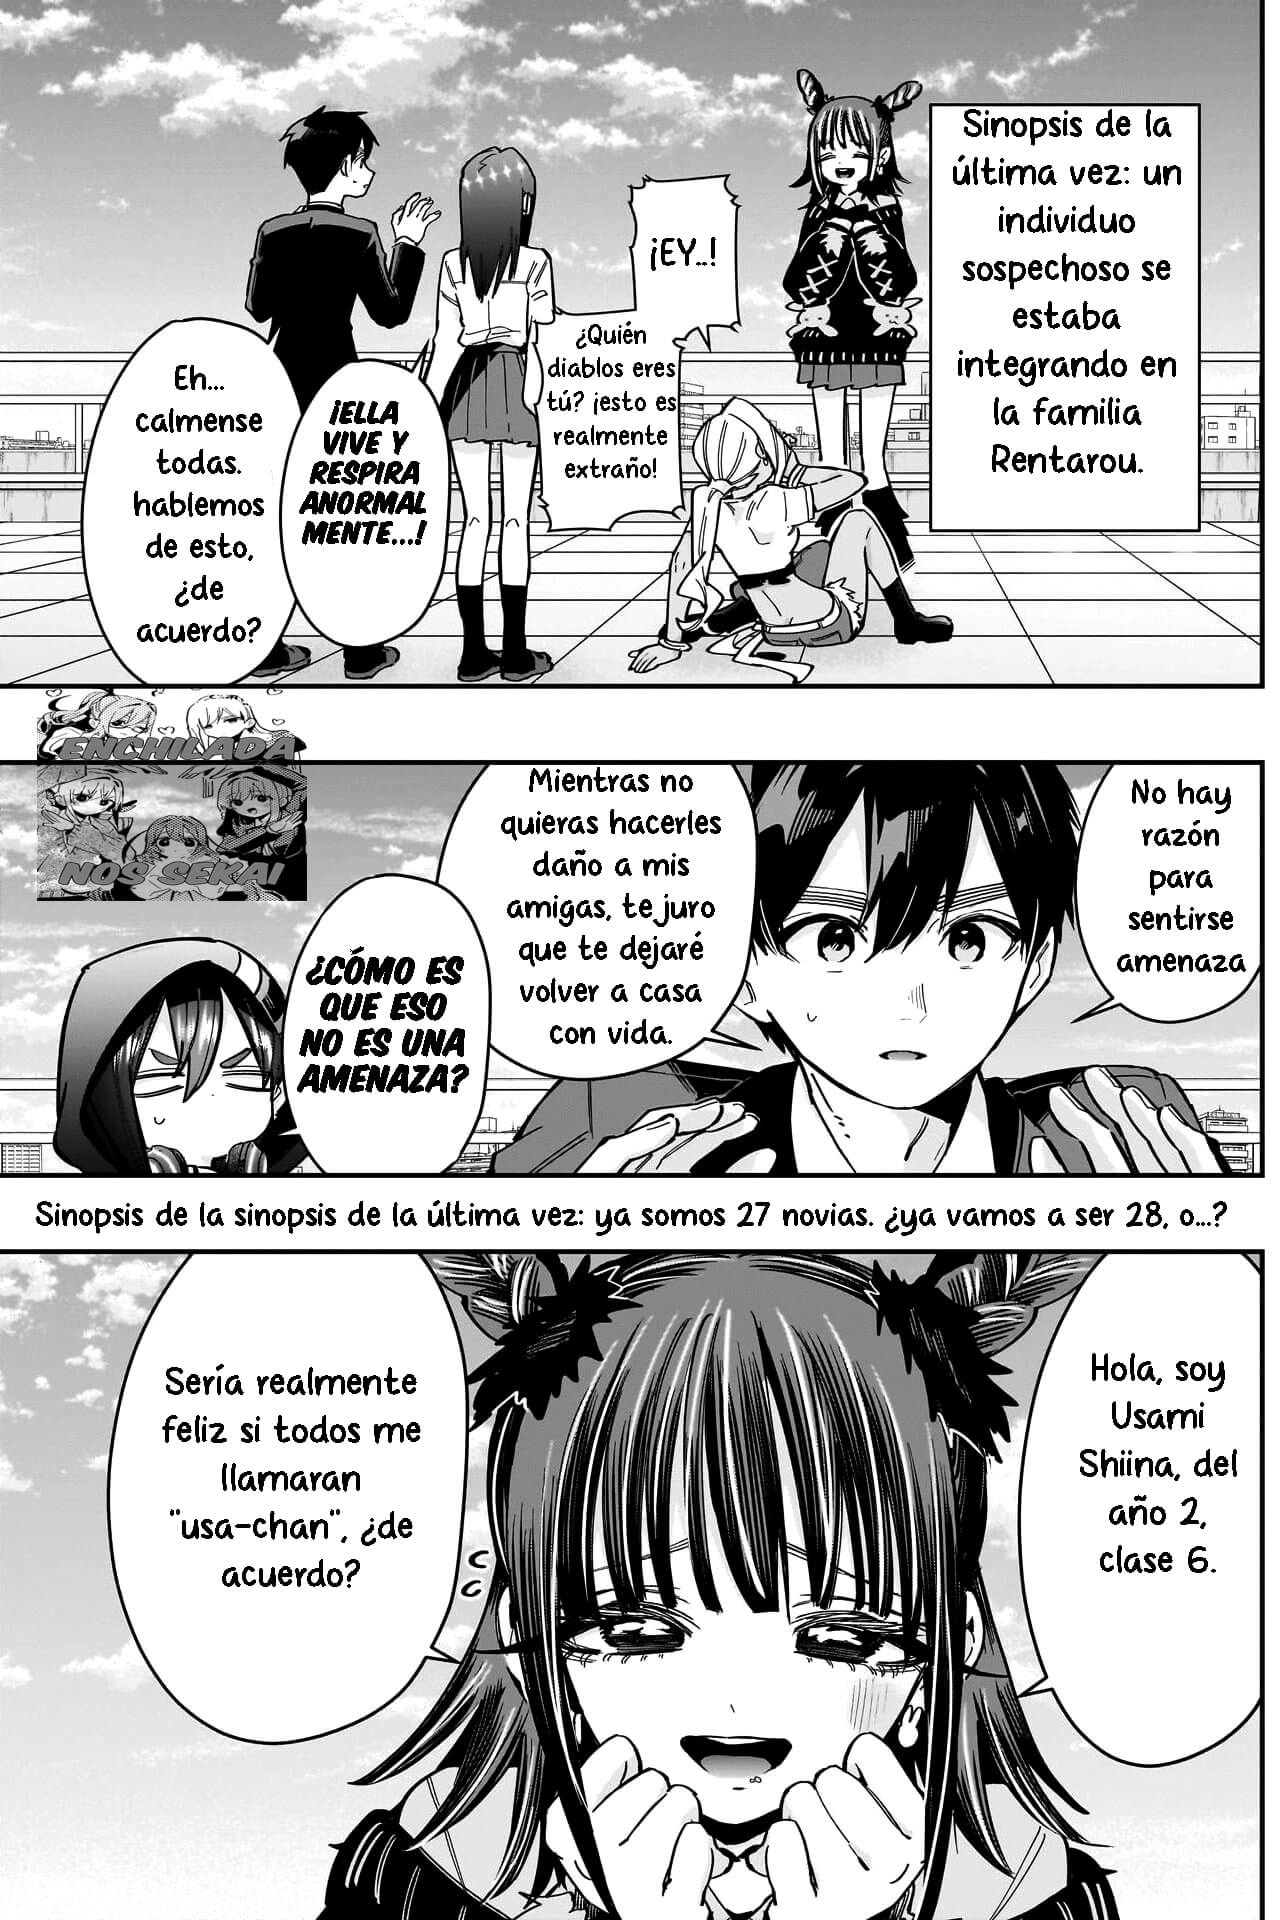 Sinopsis de la
última vez: un
individuo
sospechoso se
estaba
integrando en
la familia
Rentarou.
¡EY..!
¿Quién
diablos eres
tú? ¡esto es
realmente
extraño!
¡ELLA
VIVE Y
RESPIRA
ANORMAL
MENTE...!
Eh...
calmense
todas.
hablemos
de esto,
¿de
acuerdo?
ENCHILADA
NOS SEKAI
No hay
razón
para
sentirse
amenaza
Mientras no
quieras hacerles
daño a mis
amigas, te juro
que te dejaré
volver a casa
con vida.
¿CÓMO ES
QUE ESO
NO ES UNA
AMENAZA?
Sinopsis de la sinopsis de la última vez: ya somos 27 novias. ¿ya vamos a ser 28, o...?
Hola, soy
Usami
Shiina, del
año 2,
clase 6.
Sería realmente
feliz si todos me
llamaran
"usa-chan", ¿de
acuerdo?